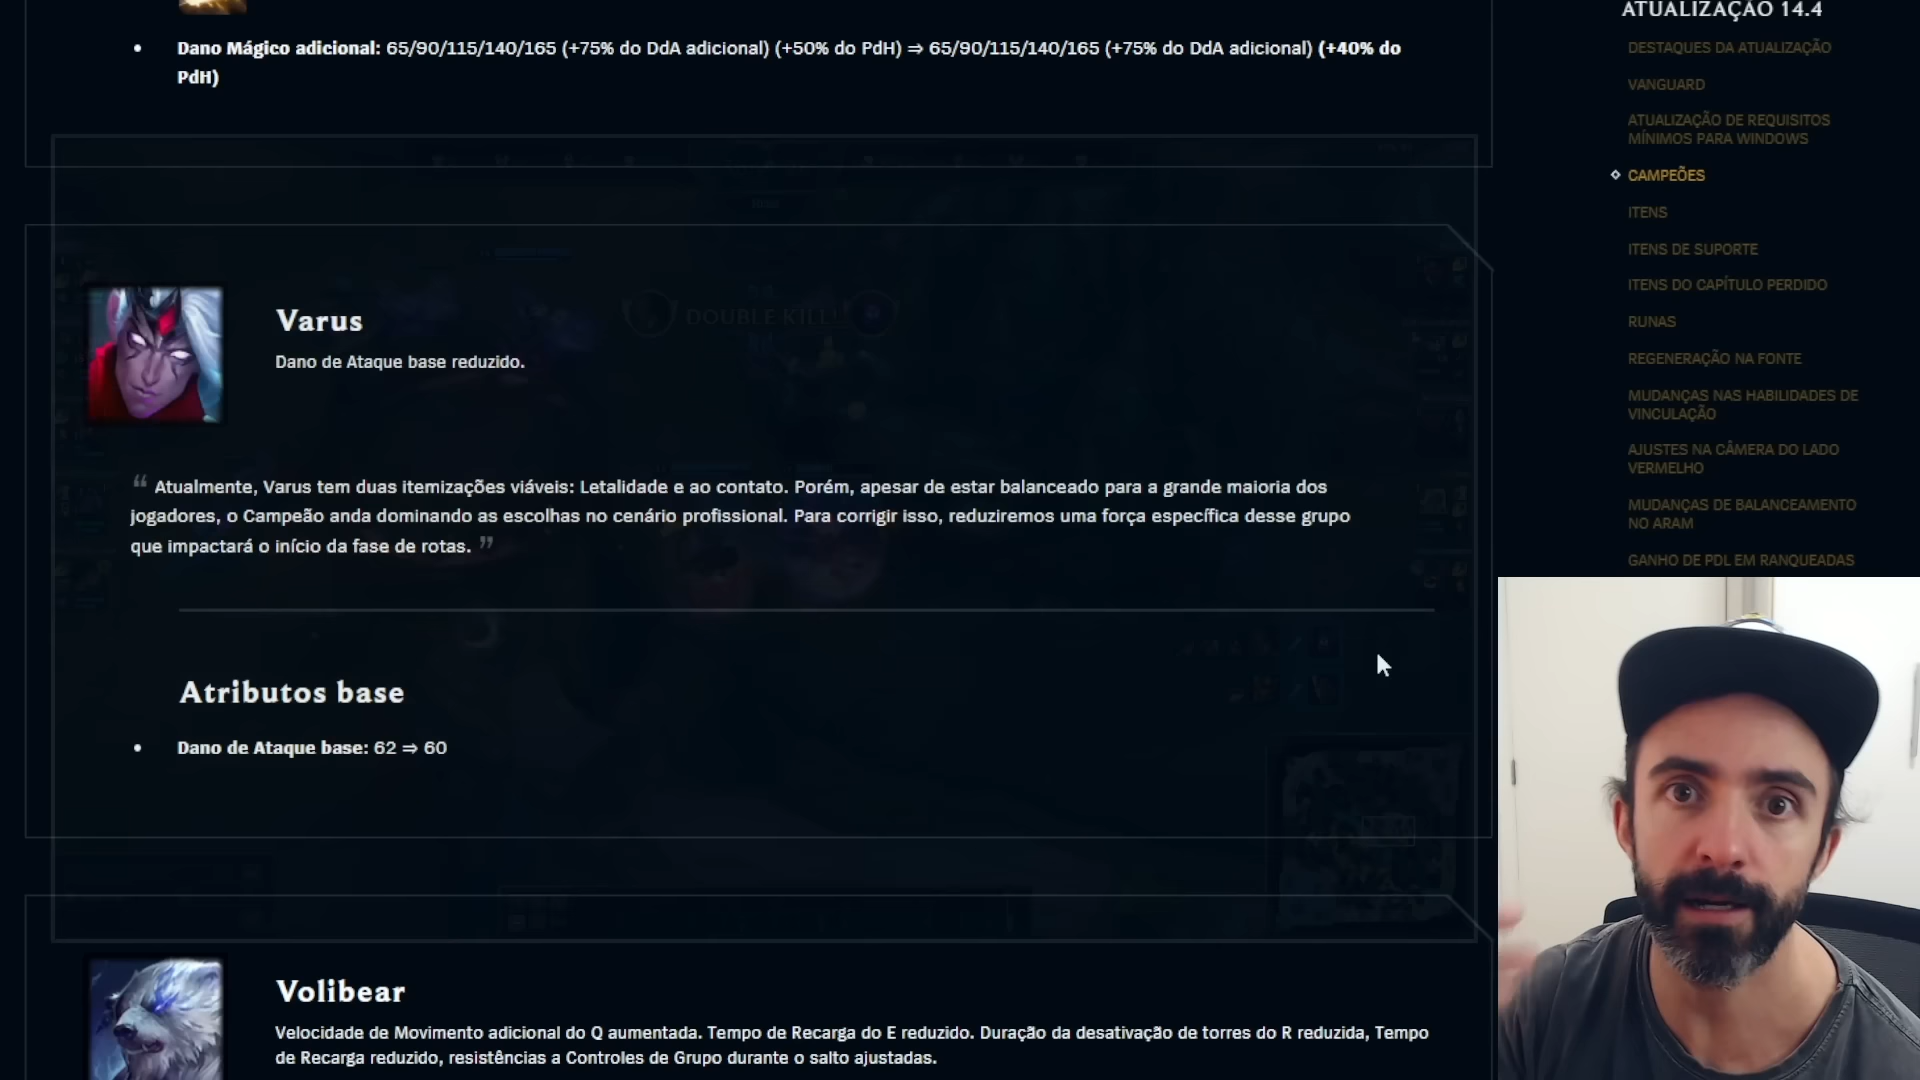 Dano Mágico adicional: 65/90/115/140/165 (+75% do DdA adicional) (+50% do PdH) ⇒ 65/90/115/140/165 (+75% do DdA adicional) (+40% do
PdH)
Varus
Dano de Ataque base reduzido.
DOUBLE KILL!
“ Atualmente, Varus tem duas itemizações viáveis: Letalidade e ao contato. Porém, apesar de estar balanceado para a grande maioria dos
jogadores, o Campeão anda dominando as escolhas no cenário profissional. Para corrigir isso, reduziremos uma força específica desse grupo
que impactará o início da fase de rotas. ”
Atributos base
Dano de Ataque base: 62 ⇒ 60
Volibear
Velocidade de Movimento adicional do Q aumentada. Tempo de Recarga do E reduzido. Duração da desativação de torres do R reduzida, Tempo
de Recarga reduzido, resistências a Controles de Grupo durante o salto ajustadas.
ATUALIZAÇÃO 14.4
DESTAQUES DA ATUALIZAÇÃO
VANGUARD
ATUALIZAÇÃO DE REQUISITOS
MÍNIMOS PARA WINDOWS
CAMPEÕES
ITENS
ITENS DE SUPORTE
ITENS DO CAPÍTULO PERDIDO
RUNAS
REGENERAÇÃO NA FONTE
MUDANÇAS NAS HABILIDADES DE
VINCULAÇÃO
AJUSTES NA CÂMERA DO LADO
VERMELHO
MUDANÇAS DE BALANCEAMENTO
NO ARAM
GANHO DE PDL EM RANQUEADAS